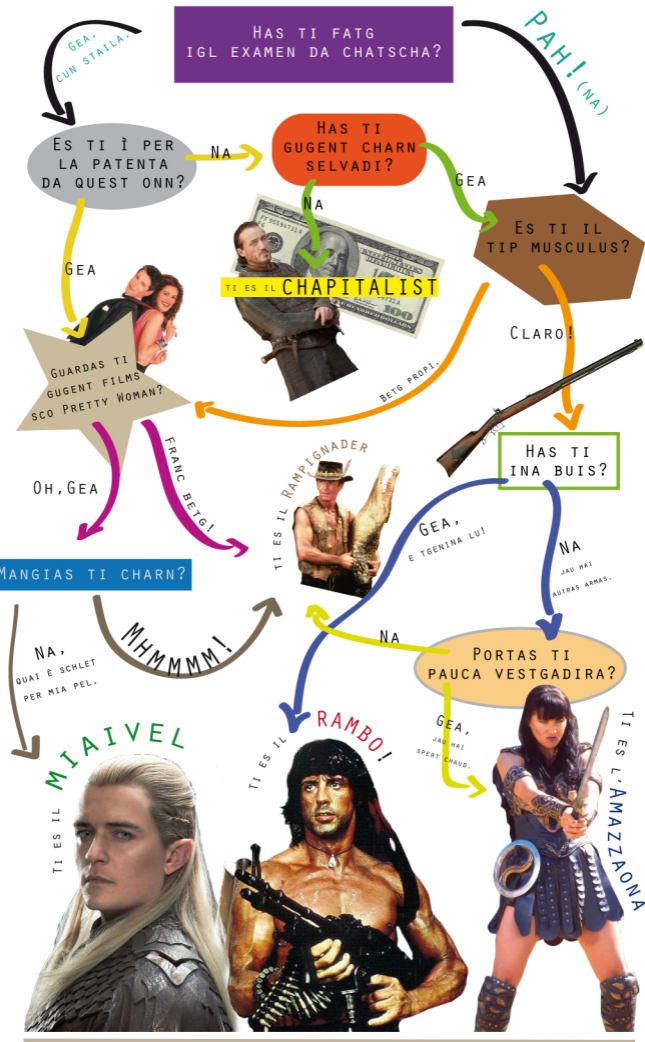 Has ti fatg
igl examen da chatscha?
Gea,
cun staila.
Pah! (na)
Es ti ì per
la patenta
da quest onn?
Na
Has ti
gugent charn
selvadi?
Gea
Na
Es ti il
tip musculus?
ti es il Chapitalist
100
Gea
Claro!
Betg propi.
Guardas ti
gugent films
sco Pretty Woman?
Oh, Gea
Franc betg!
Ti es il Rampignader
Has ti
ina buis?
Gea,
e tgenina lu!
Na
jau hai
autras armas.
Mangias ti charn?
Na,
quai è schlet
per mia pel.
Mhmmmm!
Na
Portas ti
pauca vestgadira?
Gea,
jau hai
spert chaud.
Ti es il Miaivel
Ti es il Rambo!
Ti es l'Amazzaona